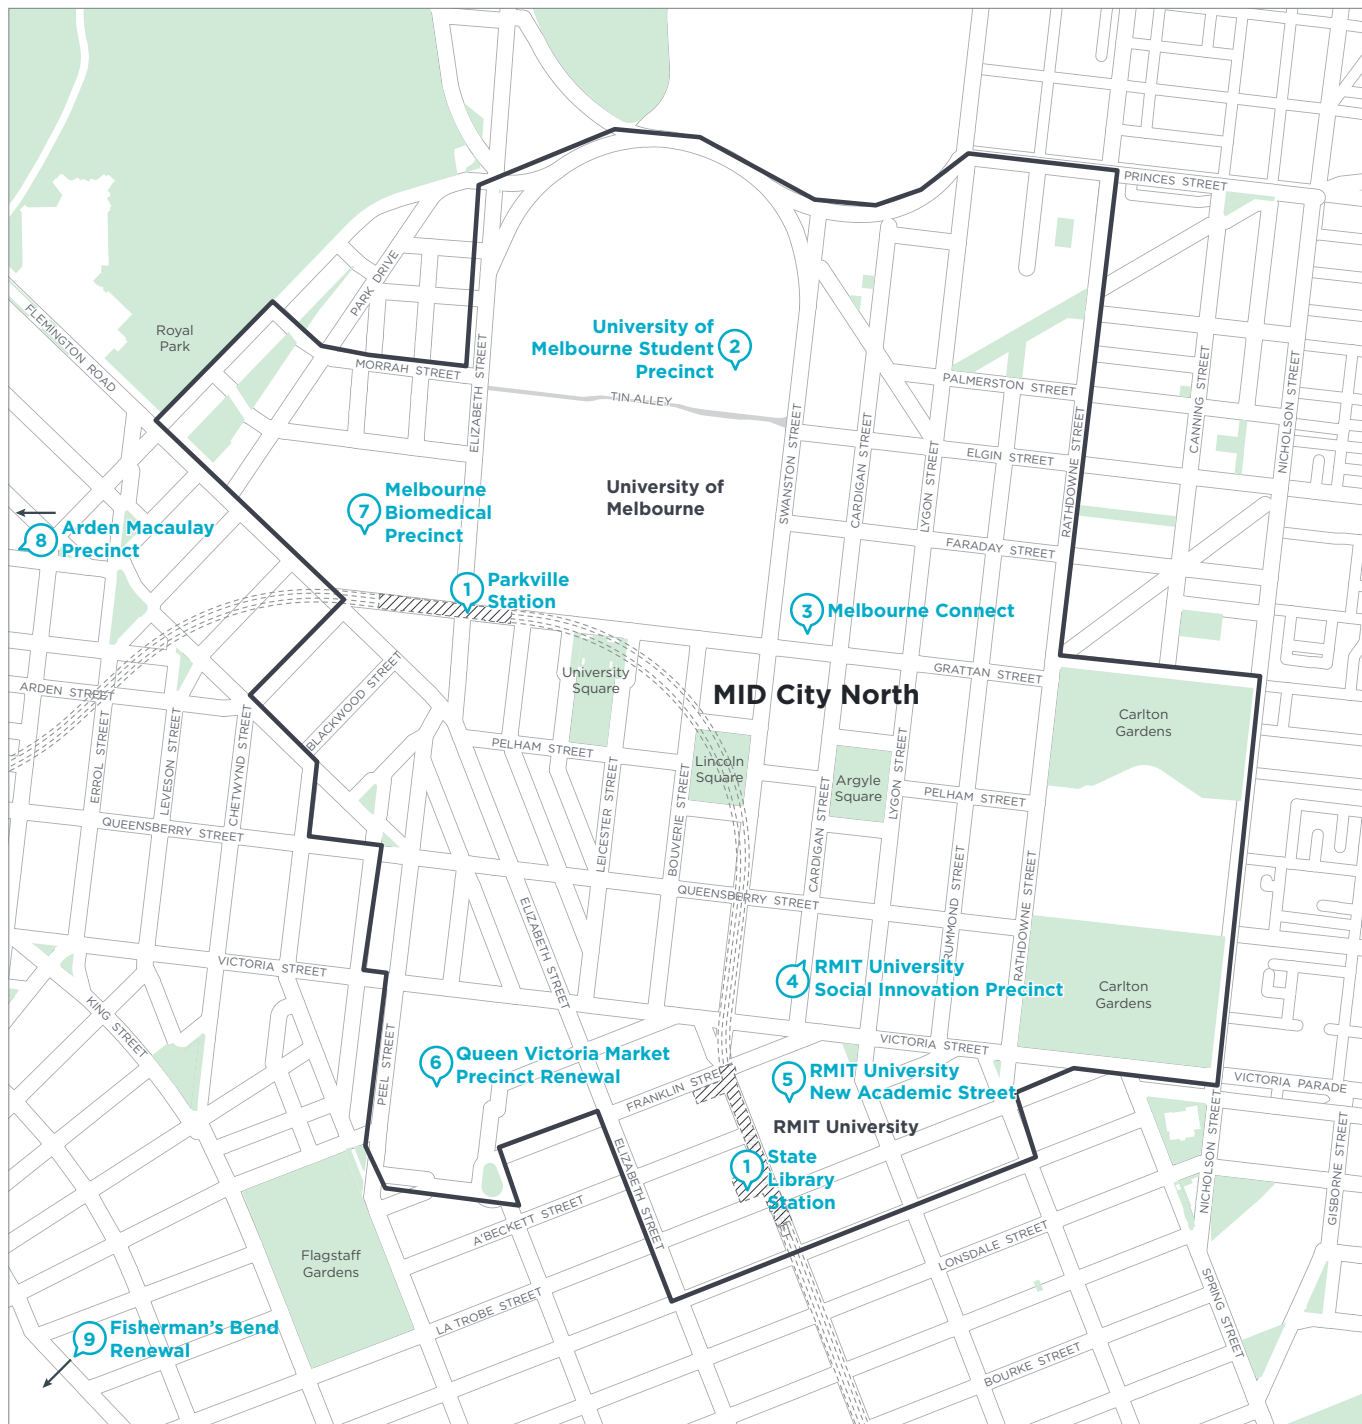 PRINCES STREET
PARK DRIVE
FLEMINGTON ROAD
Royal
Park
MORRAH STREET
ELIZABETH STREET
University of
Melbourne Student
Precinct
2
TIN ALLEY
PALMERSTON STREET
CANNING STREET
NICHOLSON STREET
SWANSTON STREET
CARDIGAN STREET
LYGON STREET
ELGIN STREET
RATHDOWNE STREET
University of
Melbourne
7
Melbourne
Biomedical
Precinct
8
Arden Macaulay
Precinct
FARADAY STREET
1
Parkville
Station
3
Melbourne Connect
GRATTAN STREET
University
Square
MID City North
ARDEN STREET
BLACKWOOD STREET
Carlton
Gardens
ERROL STREET
LEVESON STREET
CHETWYND STREET
PELHAM STREET
Lincoln
Square
Argyle
Square
LYGON STREET
PELHAM STREET
QUEENSBERRY STREET
LEICESTER STREET
BOUVERIE STREET
CARDIGAN STREET
QUEENSBERRY STREET
DRUMMOND STREET
RATHDOWNE STREET
ELIZABETH STREET
VICTORIA STREET
4
RMIT University
Social Innovation Precinct
Carlton
Gardens
KING STREET
PEEL STREET
6
Queen Victoria Market
Precinct Renewal
FRANKLIN STREET
VICTORIA STREET
5
RMIT University
New Academic Street
VICTORIA PARADE
RMIT University
NICHOLSON STREET
GISBORNE STREET
1
State
Library
Station
ELIZABETH STREET
A'BECKETT STREET
Flagstaff
Gardens
LONSDALE STREET
LA TROBE STREET
SPRING STREET
9
Fisherman's Bend
Renewal
BOURKE STREET